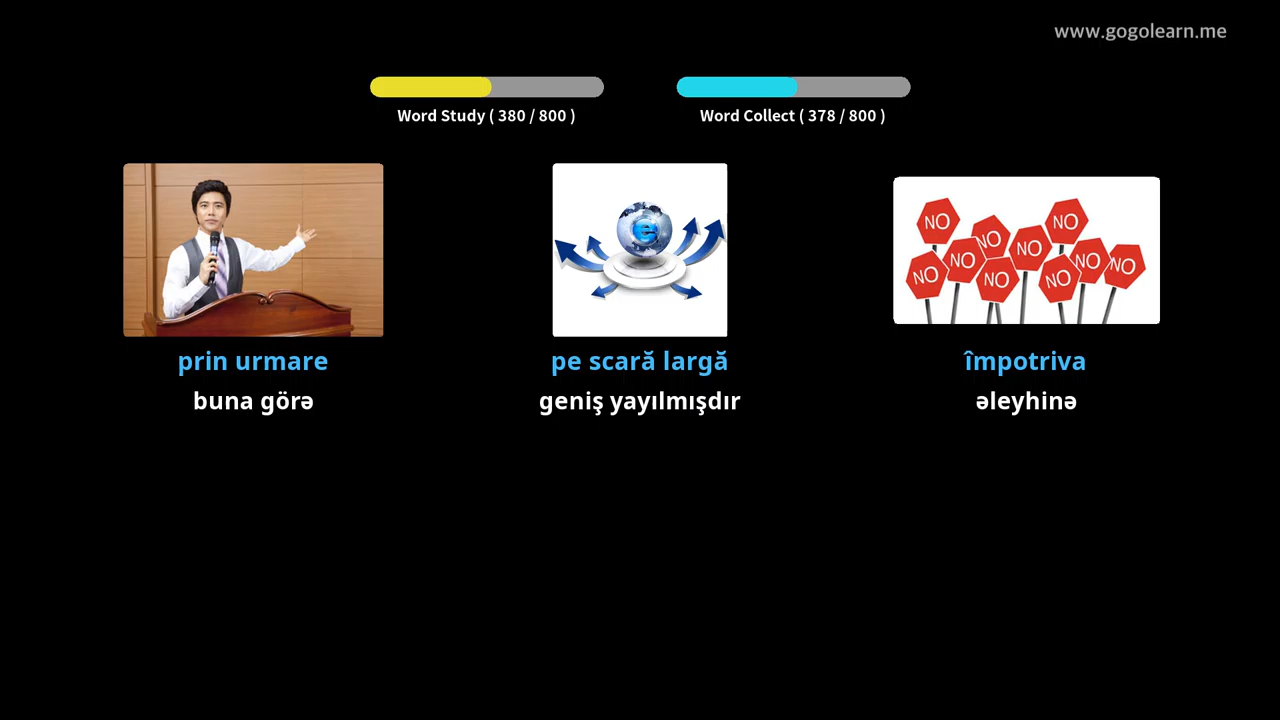 www.gogolearn.me
Word Study ( 380 / 800 )
Word Collect ( 378 / 800 )
e
NO
NO
NO
NO
NO
NO
NO
NO
NO
NO
prin urmare
pe scară largă
împotriva
buna görə
geniş yayılmışdır
əleyhinə